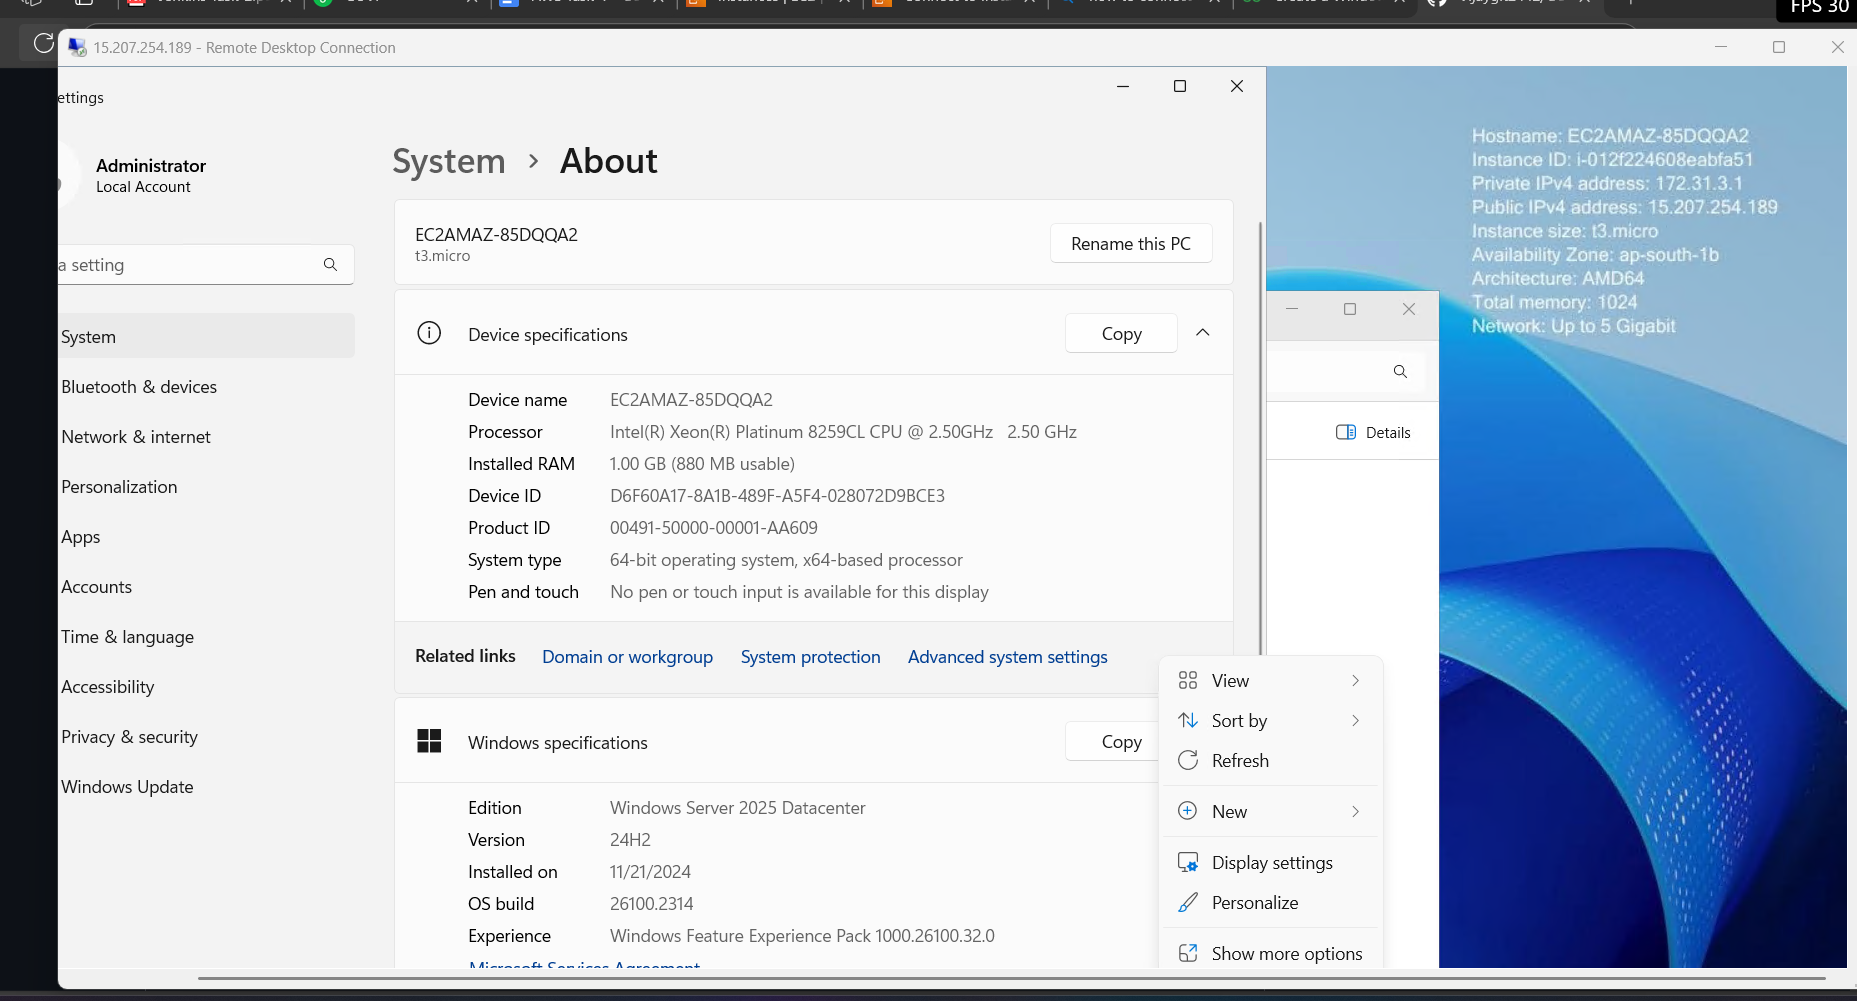 FPS 30
15.207.254.189 - Remote Desktop Connection
ettings
Administrator
Local Account
a setting
System
Bluetooth & devices
Network & internet
Personalization
Apps
Accounts
Time & language
Accessibility
Privacy & security
Windows Update
System > About
EC2AMAZ-85DQQA2
t3.micro
Rename this PC
Device specifications
Copy
Device name EC2AMAZ-85DQQA2
Processor Intel(R) Xeon(R) Platinum 8259CL CPU @ 2.50GHz 2.50 GHz
Installed RAM 1.00 GB (880 MB usable)
Device ID D6F60A17-8A1B-489F-A5F4-028072D9BCE3
Product ID 00491-50000-00001-AA609
System type 64-bit operating system, x64-based processor
Pen and touch No pen or touch input is available for this display
Related links Domain or workgroup System protection Advanced system settings
Windows specifications
Copy
Edition Windows Server 2025 Datacenter
Version 24H2
Installed on 11/21/2024
OS build 26100.2314
Experience Windows Feature Experience Pack 1000.26100.32.0
Microsoft Services Agreement
Details
View
Sort by
Refresh
New
Display settings
Personalize
Show more options
Hostname: EC2AMAZ-85DQQA2
Instance ID: i-012f224608eabfa51
Private IPv4 address: 172.31.3.1
Public IPv4 address: 15.207.254.189
Instance size: t3.micro
Availability Zone: ap-south-1b
Architecture: AMD64
Total memory: 1024
Network: Up to 5 Gigabit